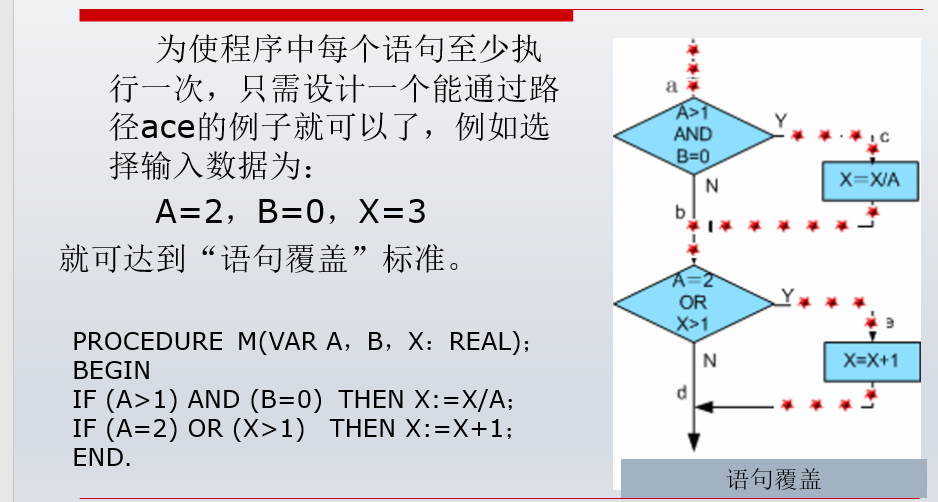 为使程序中每个语句至少执
行一次，只需设计一个能通过路
径ace的例子就可以了，例如选
择输入数据为：
A=2，B=0，X=3
就可达到“语句覆盖”标准。
PROCEDURE M(VAR A，B，X：REAL)；
BEGIN
IF (A>1) AND (B=0) THEN X:=X/A；
IF (A=2) OR (X>1) THEN X:=X+1；
END.
a
A>1
AND
B=0
Y
c
X=X/A
N
b
A=2
OR
X>1
Y
e
X=X+1
N
d
语句覆盖